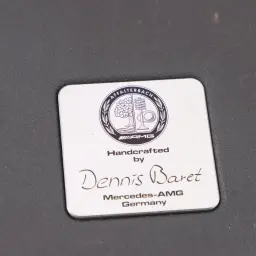 AFFALTERBACH
AMG
Handcrafted
by
Dennis Baret
Mercedes-AMG
Germany